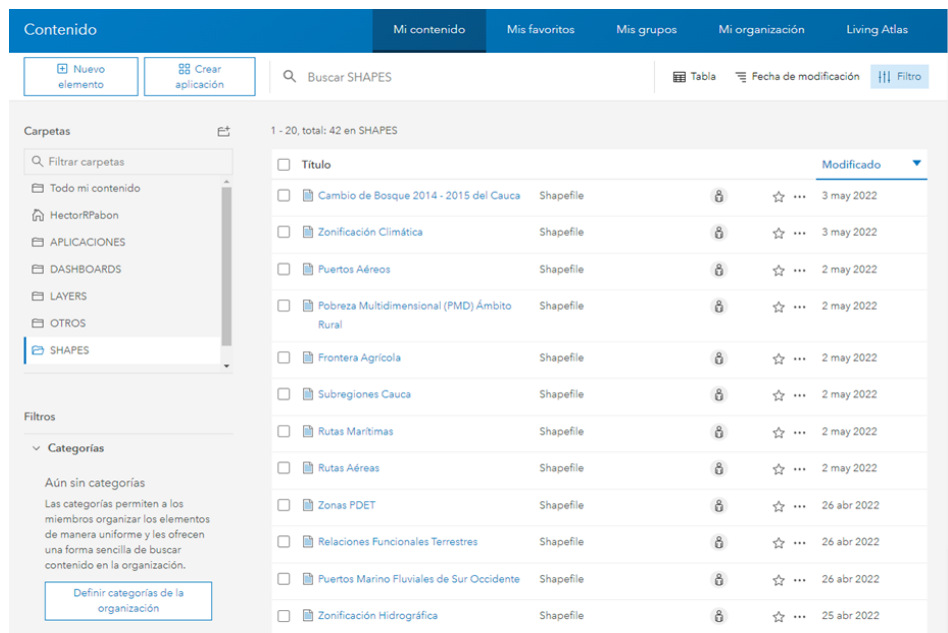 Contenido
Mi contenido
Mis favoritos
Mis grupos
Mi organización
Living Atlas
Nuevo
elemento
Crear
aplicación
Buscar SHAPES
Tabla
Fecha de modificación
Filtro
Carpetas
Filtrar carpetas
Todo mi contenido
HectorRPabon
APLICACIONES
DASHBOARDS
LAYERS
OTROS
SHAPES
Filtros
Categorías
Aún sin categorías
Las categorías permiten a los
miembros organizar los elementos
de manera uniforme y les ofrecen
una forma sencilla de buscar
contenido en la organización.
Definir categorías de la
organización
1 - 20, total: 42 en SHAPES
Título Modificado
Cambio de Bosque 2014 - 2015 del Cauca Shapefile 3 may 2022
Zonificación Climática Shapefile 3 may 2022
Puertos Aéreos Shapefile 2 may 2022
Pobreza Multidimensional (PMD) Ámbito Shapefile 2 may 2022
Rural
Frontera Agrícola Shapefile 2 may 2022
Subregiones Cauca Shapefile 2 may 2022
Rutas Marítimas Shapefile 2 may 2022
Rutas Aéreas Shapefile 2 may 2022
Zonas PDET Shapefile 26 abr 2022
Relaciones Funcionales Terrestres Shapefile 26 abr 2022
Puertos Marino Fluviales de Sur Occidente Shapefile 26 abr 2022
Zonificación Hidrográfica Shapefile 25 abr 2022